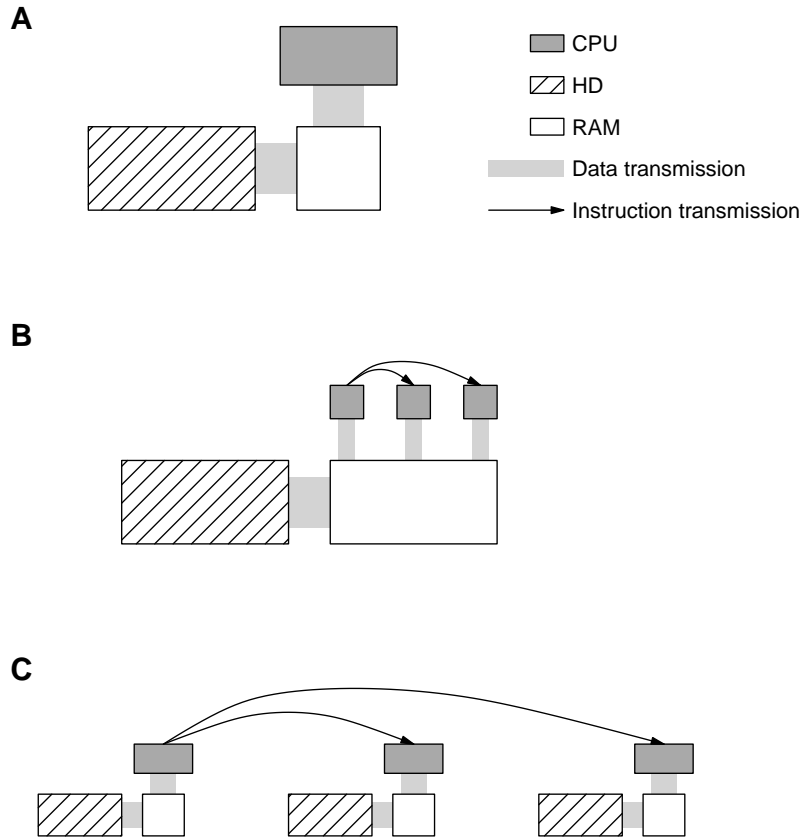 A
CPU
HD
RAM
Data transmission
Instruction transmission
B
C